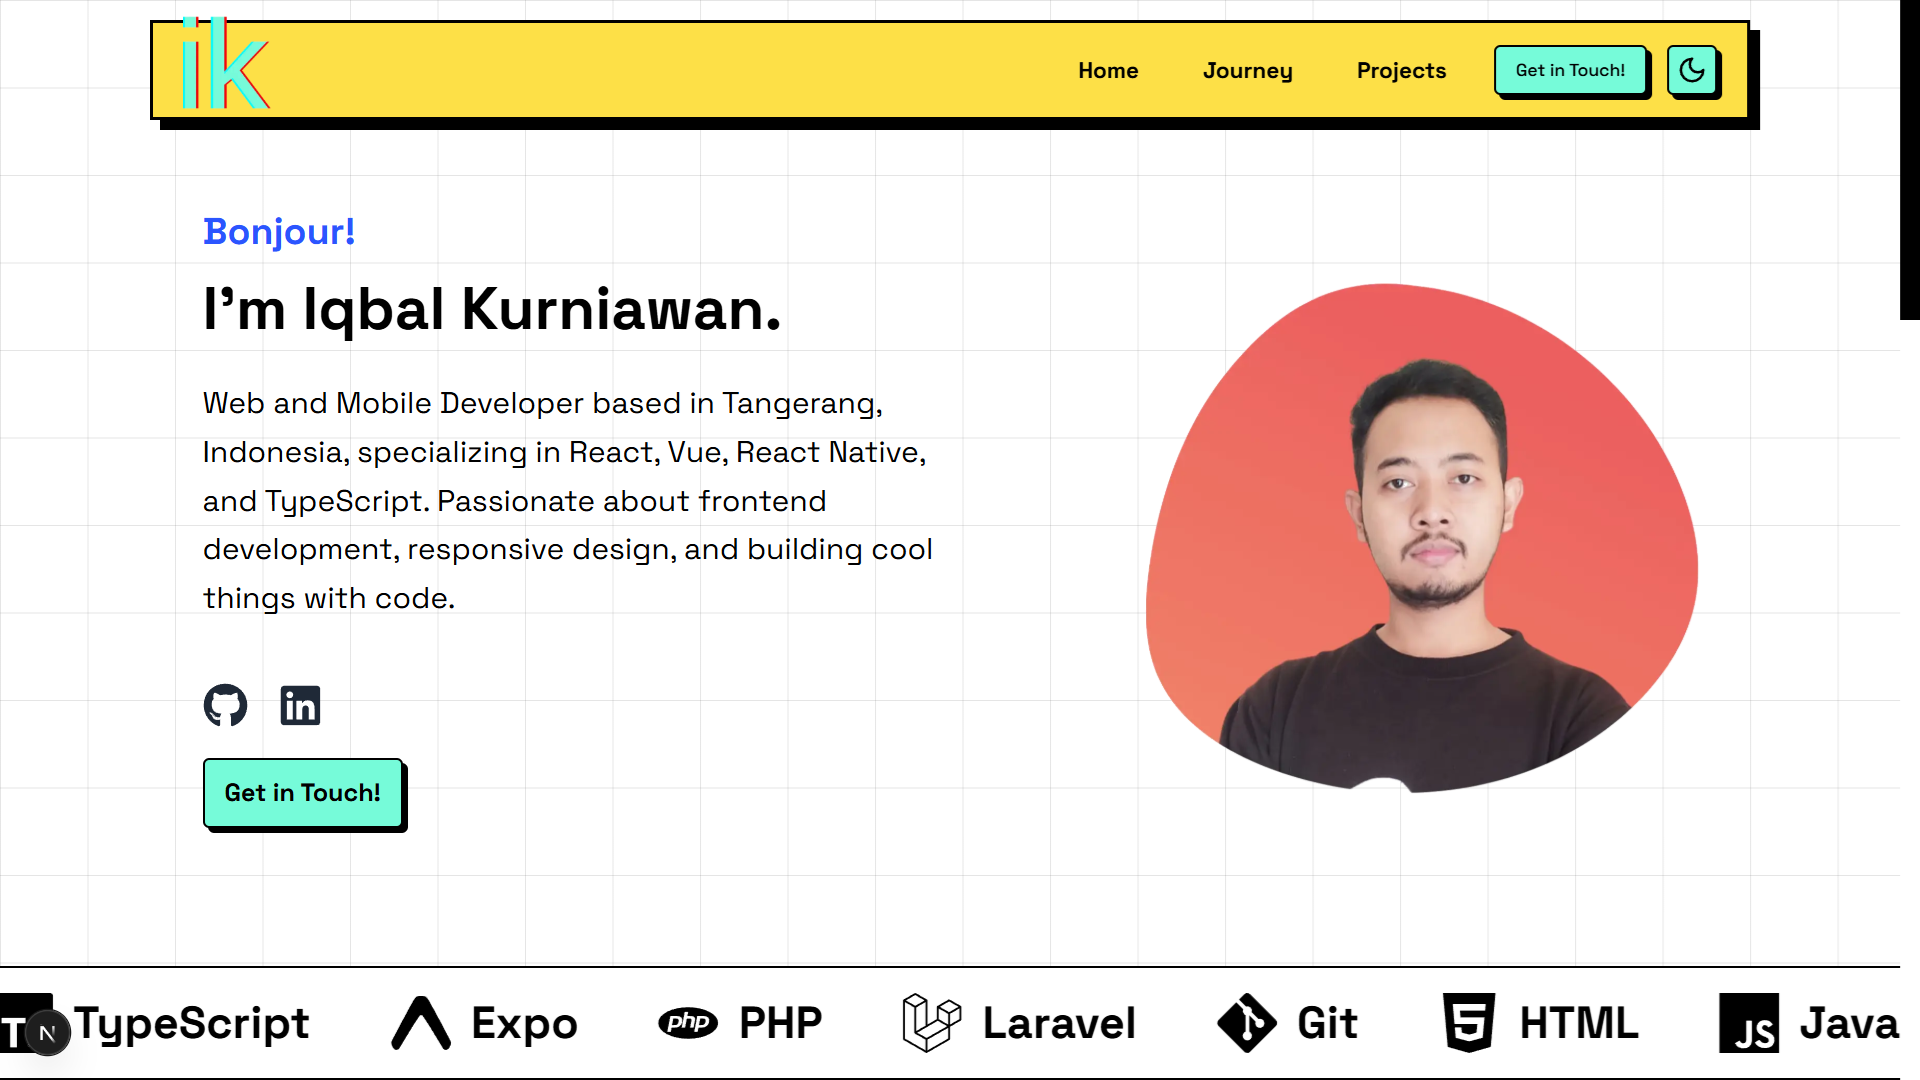 ik
Home Journey Projects Get in Touch!
Bonjour!
I'm Iqbal Kurniawan.
Web and Mobile Developer based in Tangerang,
Indonesia, specializing in React, Vue, React Native,
and TypeScript. Passionate about frontend
development, responsive design, and building cool
things with code.
in
Get in Touch!
T N TypeScript Expo php PHP Laravel Git 5 HTML JS Java